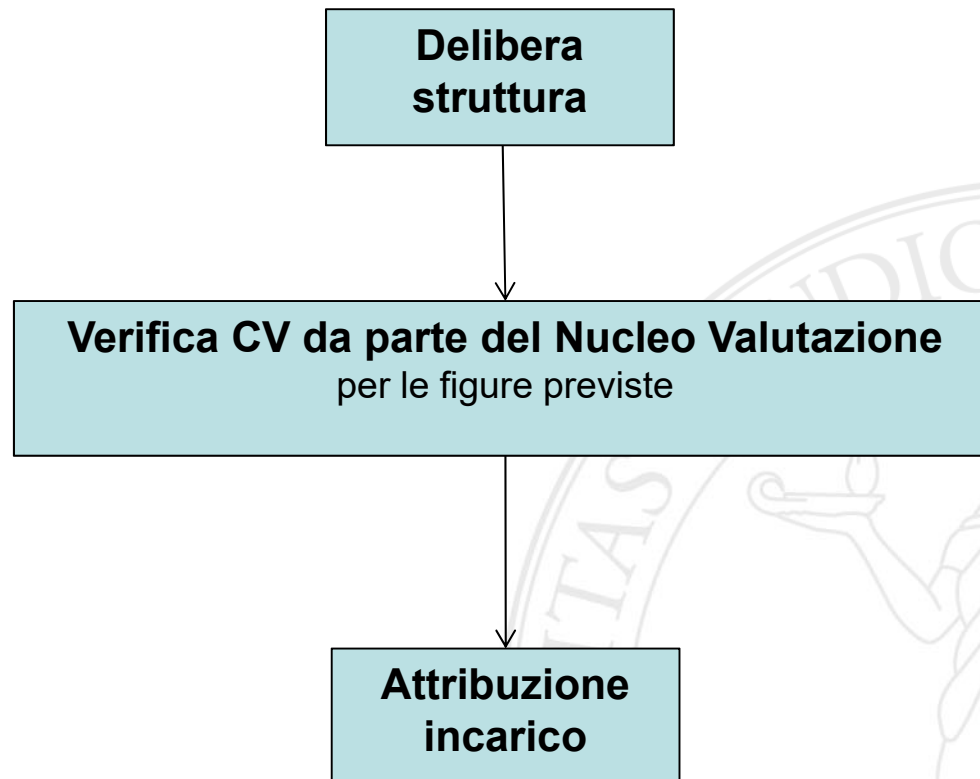 Delibera
struttura
Verifica CV da parte del Nucleo Valutazione
per le figure previste
Attribuzione
incarico